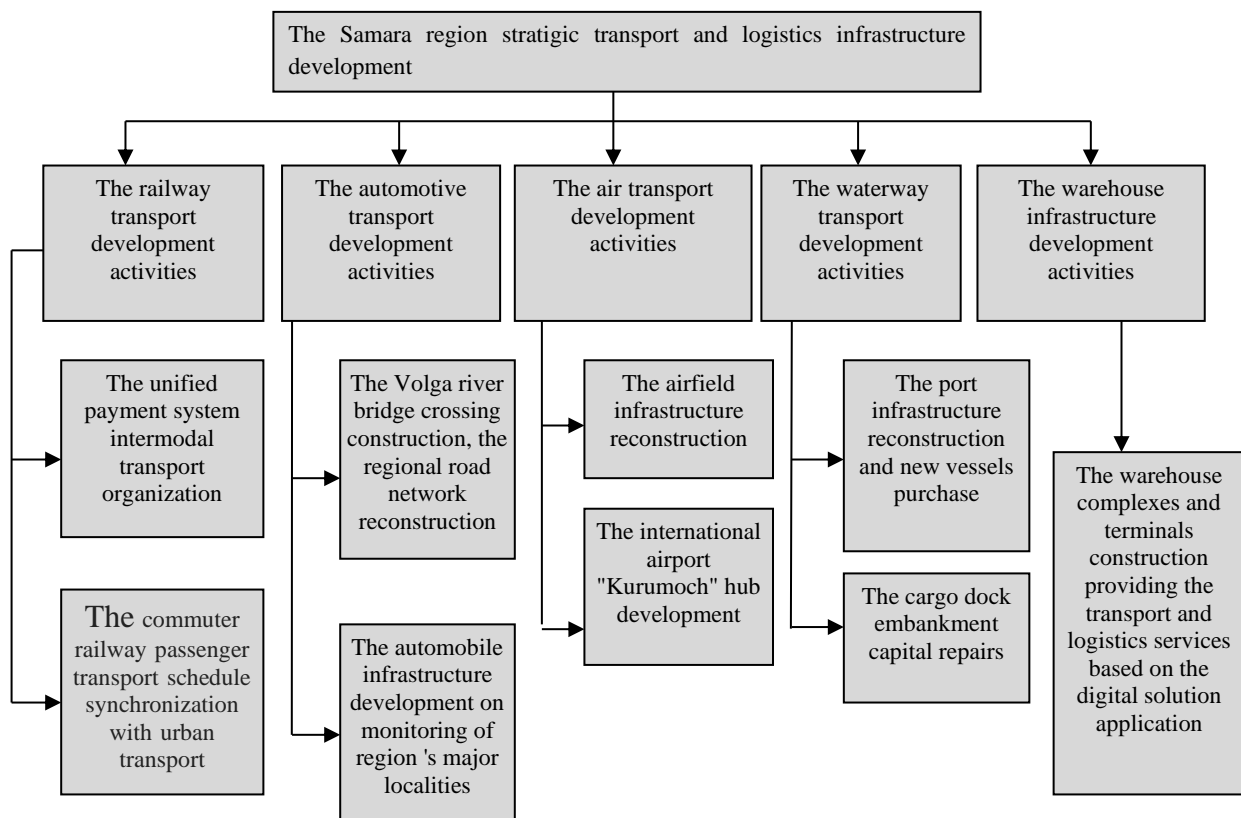 The Samara region stratigic transport and logistics infrastructure
development
The railway
transport
development
activities
The automotive
transport
development
activities
The air transport
development
activities
The waterway
transport
development
activities
The warehouse
infrastructure
development
activities
The unified
payment system
intermodal
transport
organization
The Volga river
bridge crossing
construction, the
regional road
network
reconstruction
The airfield
infrastructure
reconstruction
The port
infrastructure
reconstruction
and new vessels
purchase
The warehouse
complexes and
terminals
construction
providing the
transport and
logistics services
based on the
digital solution
application
The commuter
railway passenger
transport schedule
synchronization
with urban
transport
The automobile
infrastructure
development on
monitoring of
region 's major
localities
The international
airport
"Kurumoch" hub
development
The cargo dock
embankment
capital repairs